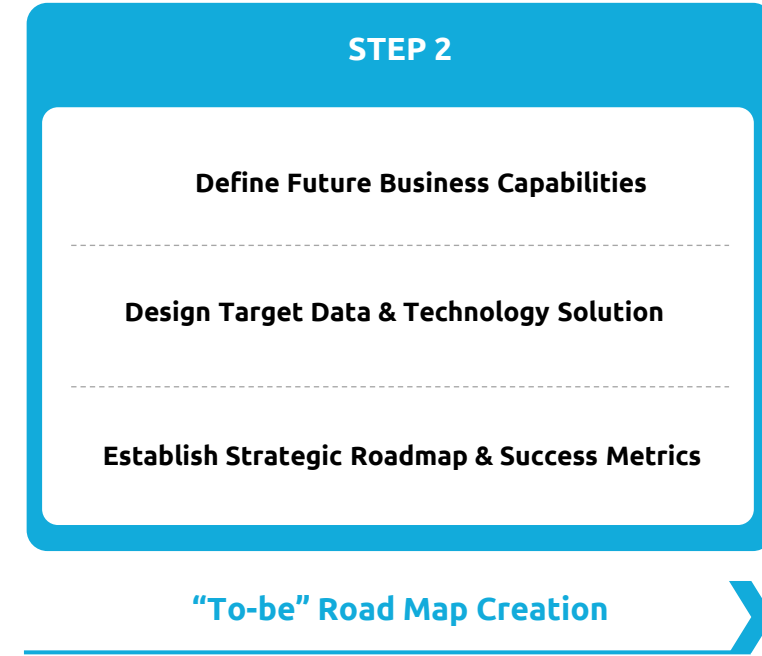 STEP 2
Define Future Business Capabilities
Design Target Data & Technology Solution
Establish Strategic Roadmap & Success Metrics
“To-be” Road Map Creation